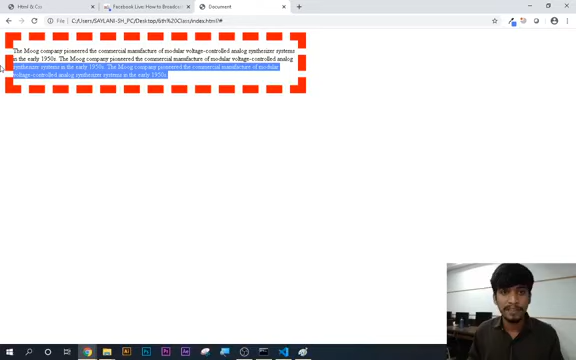 Html & Css
Facebook Live: How to Broadcast
Document
File
C:/Users/SAYLANI-SH_PC/Desktop/6th%20Class/index.html#
The Moog company pioneered the commercial manufacture of modular voltage-controlled analog synthesizer systems
in the early 1950s. The Moog company pioneered the commercial manufacture of modular voltage-controlled analog
synthesizer systems in the early 1950s. The Moog company pioneered the commercial manufacture of modular
voltage-controlled analog synthesizer systems in the early 1950s.